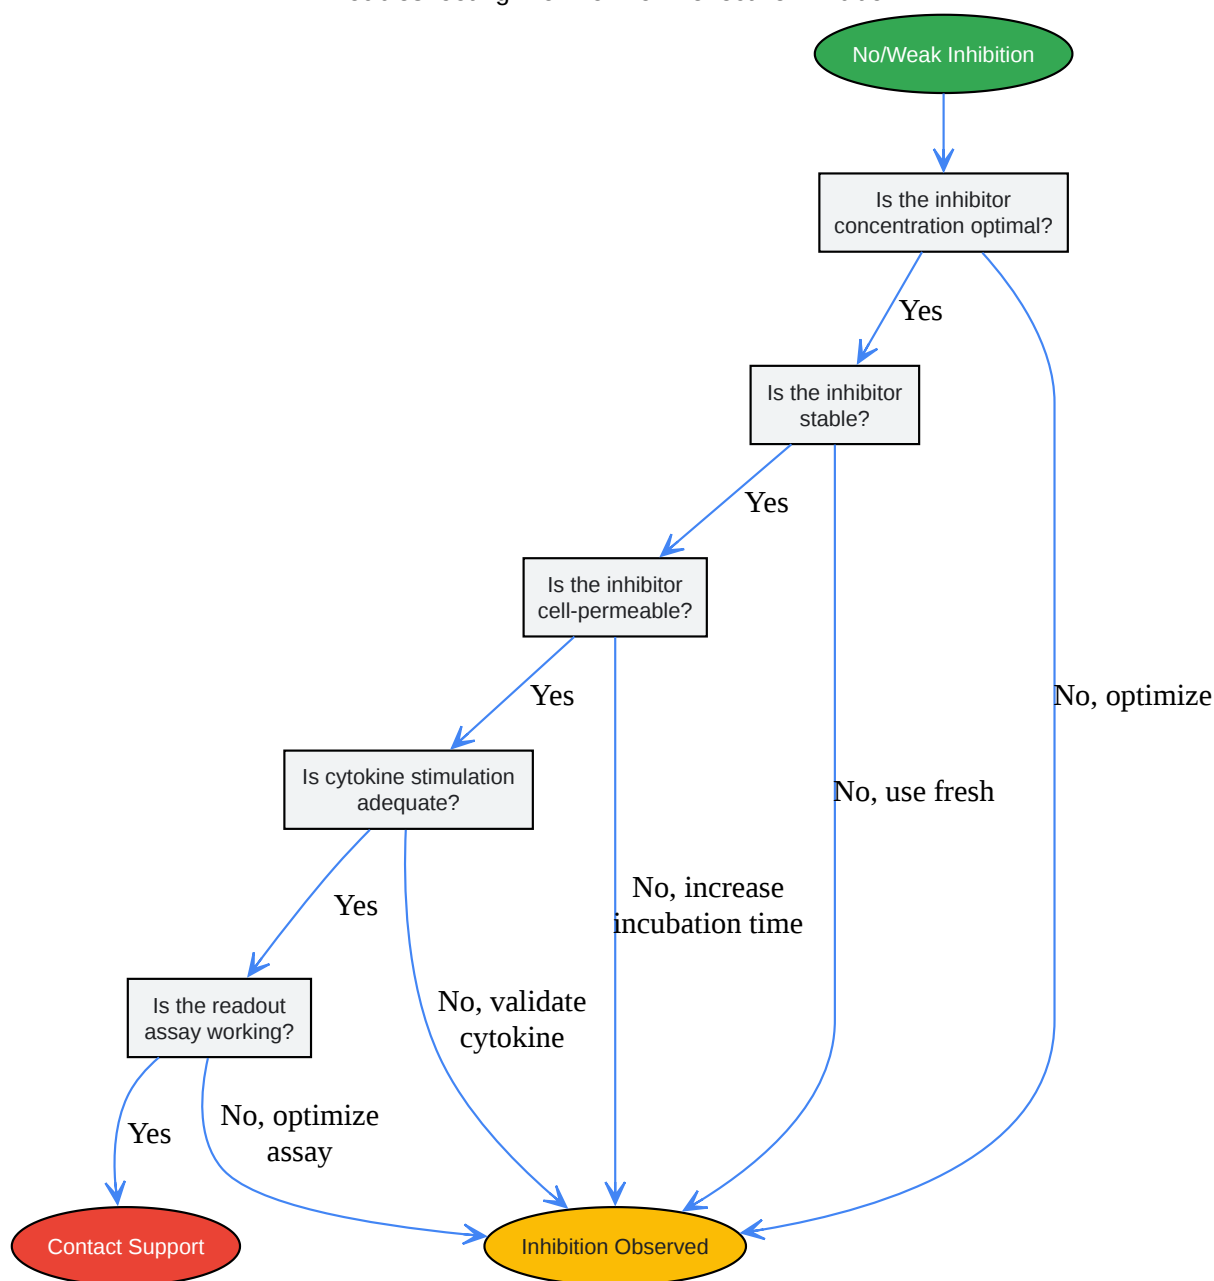 No/Weak Inhibition
Is the inhibitor
concentration optimal?
Yes
Is the inhibitor
stable?
Yes
Is the inhibitor
cell-permeable?
Yes
No, optimize
Is cytokine stimulation
adequate?
No, use fresh
Yes
No, increase
incubation time
Is the readout
assay working?
No, validate
cytokine
Yes
No, optimize
assay
Contact Support
Inhibition Observed